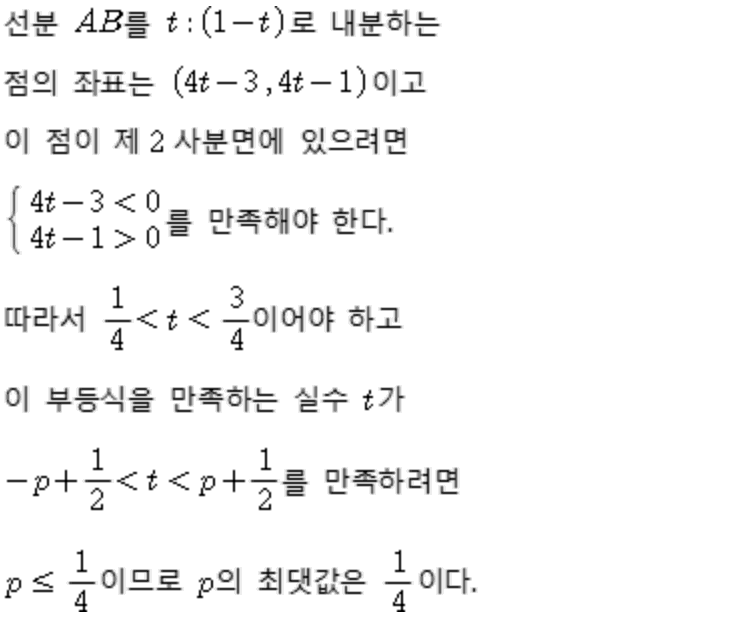 선분 AB를 t : (1−t)로 내분하는
점의 좌표는 (4t−3, 4t−1)이고
이 점이 제 2 사분면에 있으려면
{ 4t−3 < 0
4t−1 > 0 를 만족해야 한다.
따라서 1/4 < t < 3/4 이어야 하고
이 부등식을 만족하는 실수 t가
−p + 1/2 < t < p + 1/2 를 만족하려면
p ≤ 1/4 이므로 p의 최댓값은 1/4 이다.